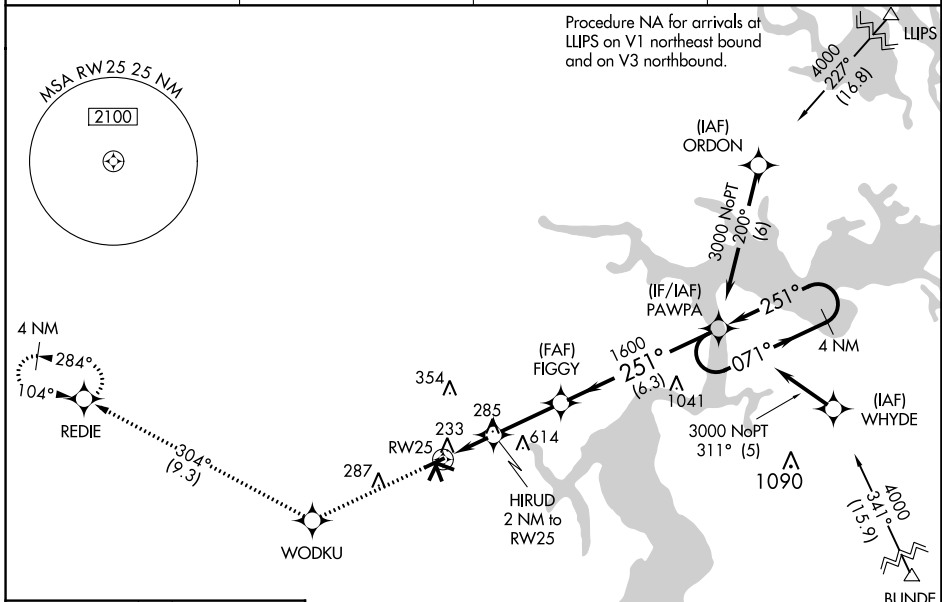 Procedure NA for arrivals at
LLIPS on V1 northeast bound
and on V3 northbound.
LLIPS
4000
227°
(16.8)
MSA RW 25 25 NM
2100
(IAF)
ORDON
3000 NoPT
200°
(6)
(IF/IAF)
PAWPA
251°
071°
4 NM
(FAF)
FIGGY
1600
251°
(6.3)
1041
4 NM
284°
104°
REDIE
354
285
233
RW25
614
287
(IAF)
WHYDE
3000 NoPT
311° (5)
1090
304°
(9.3)
HIRUD
2 NM to
RW25
WODKU
4000
341°
(15.9)
BUNDE